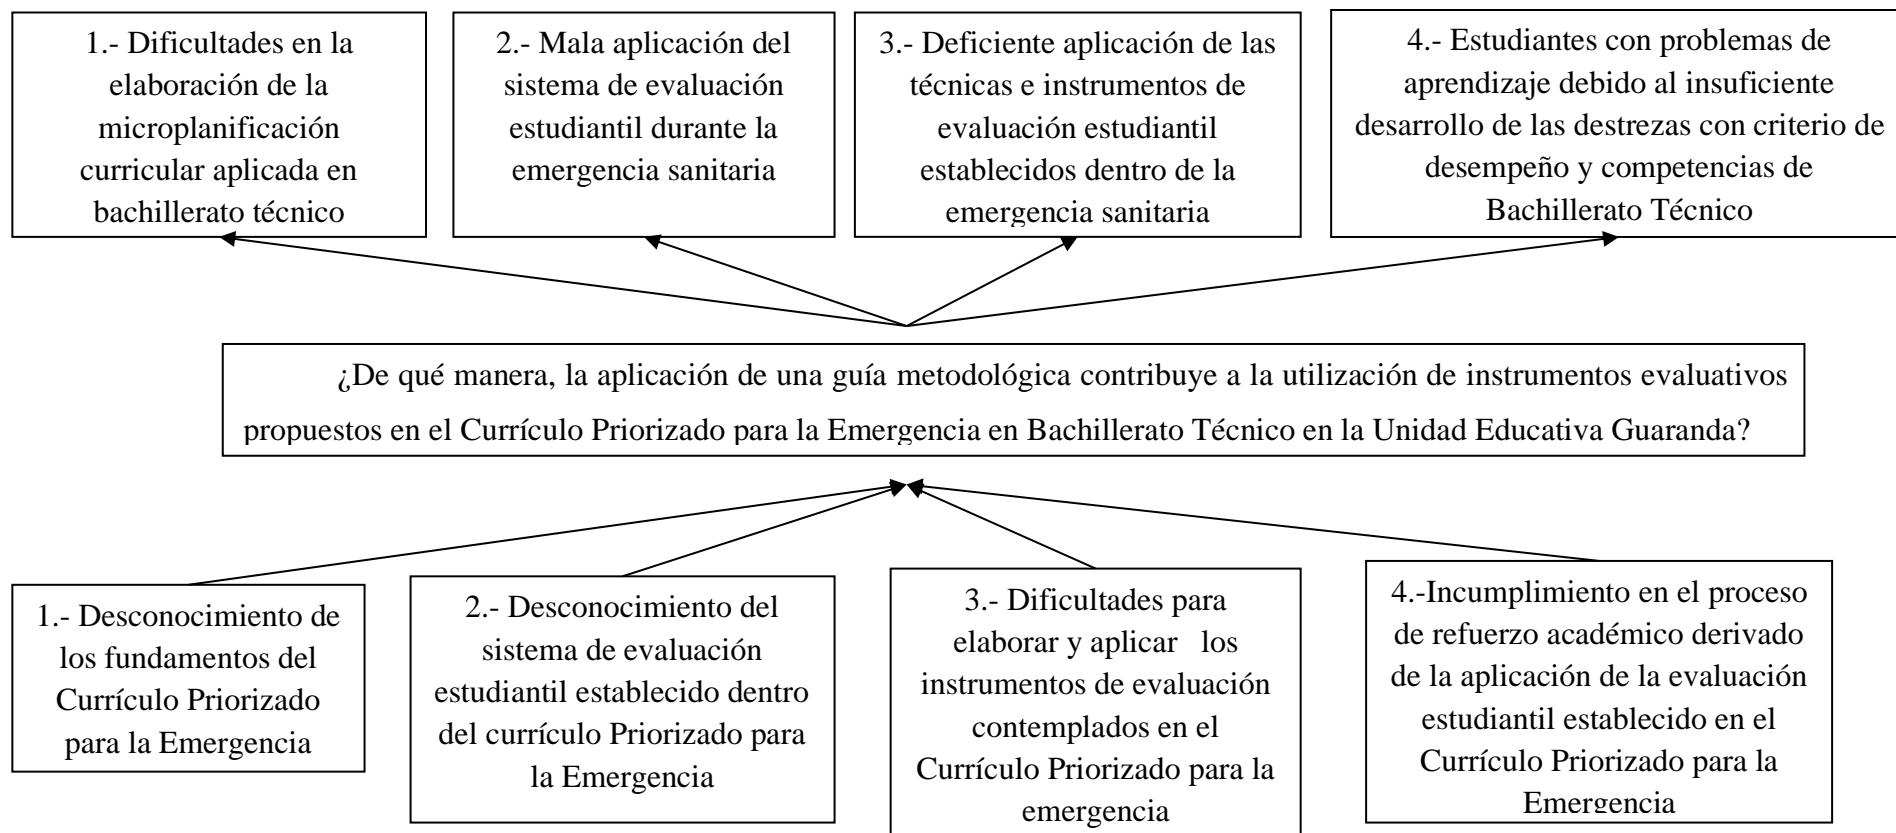 1.- Dificultades en la
elaboración de la
microplanificación
curricular aplicada en
bachillerato técnico
2.- Mala aplicación del
sistema de evaluación
estudiantil durante la
emergencia sanitaria
3.- Deficiente aplicación de las
técnicas e instrumentos de
evaluación estudiantil
establecidos dentro de la
emergencia sanitaria
4.- Estudiantes con problemas de
aprendizaje debido al insuficiente
desarrollo de las destrezas con criterio de
desempeño y competencias de
Bachillerato Técnico
¿De qué manera, la aplicación de una guía metodológica contribuye a la utilización de instrumentos evaluativos
propuestos en el Currículo Priorizado para la Emergencia en Bachillerato Técnico en la Unidad Educativa Guaranda?
1.- Desconocimiento de
los fundamentos del
Currículo Priorizado
para la Emergencia
2.- Desconocimiento del
sistema de evaluación
estudiantil establecido dentro
del currículo Priorizado para
la Emergencia
3.- Dificultades para
elaborar y aplicar los
instrumentos de evaluación
contemplados en el
Currículo Priorizado para la
emergencia
4.-Incumplimiento en el proceso
de refuerzo académico derivado
de la aplicación de la evaluación
estudiantil establecido en el
Currículo Priorizado para la
Emergencia